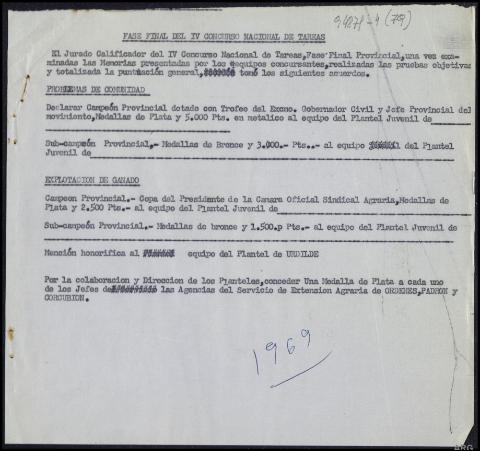 94871-4 (79)
FASE FINAL DEL IV CONCURSO NACIONAL DE TAREAS
El Jurado Calificador del IV Concurso Nacional de Tareas,Fase Final Provincial,una vez exa-
minadas las Memorias presentadas por los equipos concursantes,realizadas las pruebas objetivas
y totalizada la puntuación general, tomó los siguientes acuerdos.
PROBLEMAS DE COMUNIDAD
Declarar Campeón Provincial dotado con Trofeo del Excmo. Gobernador Civil y Jefe Provincial del
movimiento,Medallas de Plata y 5.000 Pts. en metalico al equipo del Plantel Juvenil de
Sub-campeón Provincial.- Medallas de Bronce y 3.000.- Pts..- al equipo del Plantel
Juvenil de
EXPLOTACION DE GANADO
Campeon Provincial.- Copa del Presidente de la Camara Oficial Sindical Agraria,Medallas de
Plata y 2.500 Pts.- al equipo del Plantel Juvenil de
Sub-campeón Provincial.- Medallas de bronce y 1.500.p Pts.- al equipo del Plantel Juvenil de
Mención honorífica al equipo del Plantel de URDILDE
Por la colaboracion y Direccion de los Planteles,conceder Una Medalla de Plata a cada uno
de los Jefes de las Agencias del Servicio de Extension Agraria de ORDENES,PADRON y
CORCUBION.
1969
ARG